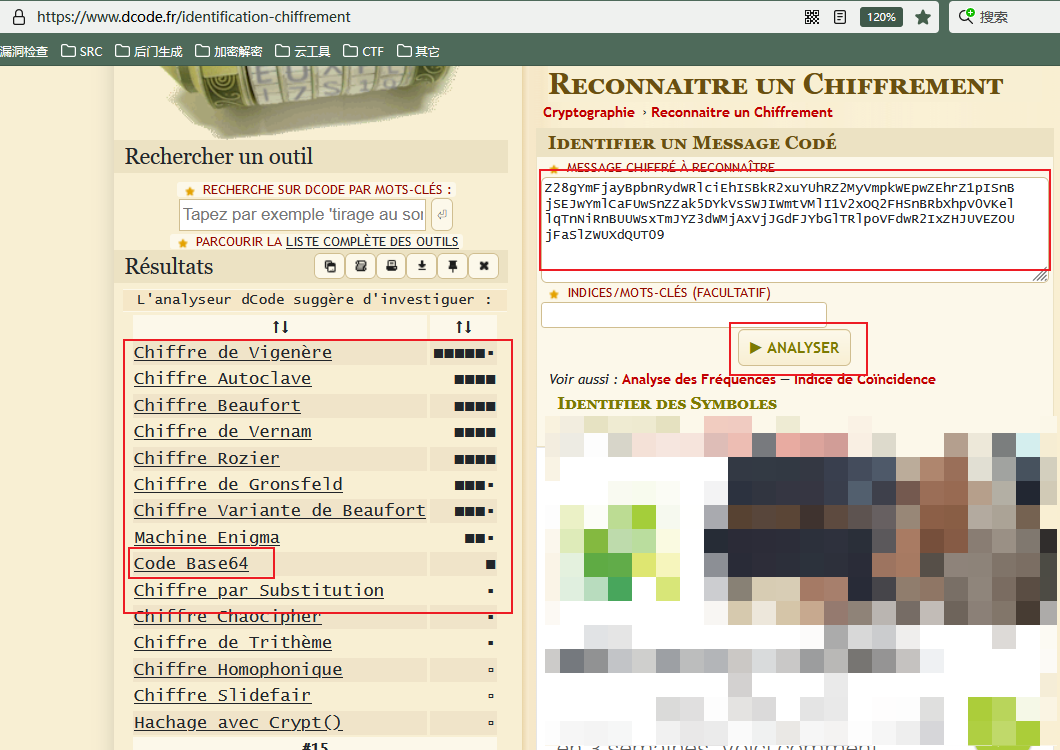 https://www.dcode.fr/identification-chiffrement
120%
搜索
漏洞检查 SRC 后门生成 加密解密 云工具 CTF 其它
Rechercher un outil
RECHERCHE SUR DCODE PAR MOTS-CLÉS :
Tapez par exemple 'tirage au so
PARCOURIR LA LISTE COMPLÈTE DES OUTILS
Résultats
L'analyseur dCode suggère d'investiguer :
Chiffre de Vigenère
Chiffre Autoclave
Chiffre Beaufort
Chiffre de Vernam
Chiffre Rozier
Chiffre de Gronsfeld
Chiffre Variante de Beaufort
Machine Enigma
Code Base64
Chiffre par Substitution
Chiffre Chaocipher
Chiffre de Trithème
Chiffre Homophonique
Chiffre Slidefair
Hachage avec Crypt()
#15
RECONNAITRE UN CHIFFREMENT
Cryptographie › Reconnaitre un Chiffrement
IDENTIFIER UN MESSAGE CODÉ
MESSAGE CHIFFRÉ À RECONNAÎTRE
Z28gYmFjayBpbnRydWRlciEhISBkR2xuYUhRZ2MyVmpkWEpwZEhrZ1pISnB
jSEJwYmlCaFUwSnZZak5DYkVsSWJIWmtVMlI1V2xOQ2FHSnBRbXhpV0VKel
lqTnNiRnBUUWsxTmJYZ3dWMjAxVjJGdFJYbGlTRlpoVFdwR2IxZHJUVEZOU
jFaSlZWUXdQUT09
INDICES/MOTS-CLÉS (FACULTATIF)
► ANALYSER
Voir aussi : Analyse des Fréquences — Indice de Coïncidence
IDENTIFIER DES SYMBOLES